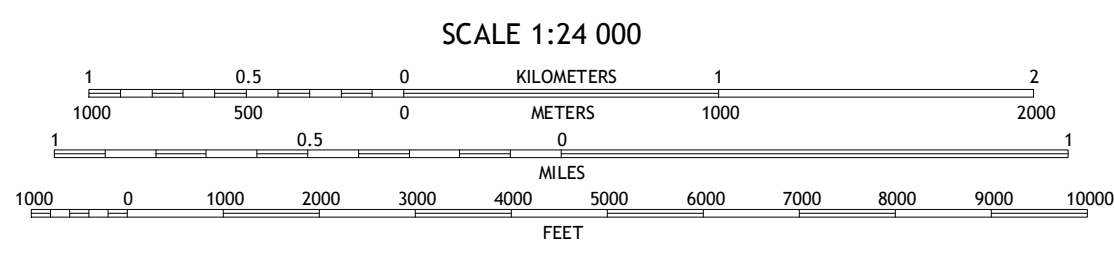 SCALE 1:24 000
1 0.5 0 KILOMETERS 1 2
1000 500 0 METERS 1000 2000
1 0.5 0 1
MILES
1000 0 1000 2000 3000 4000 5000 6000 7000 8000 9000 10000
FEET